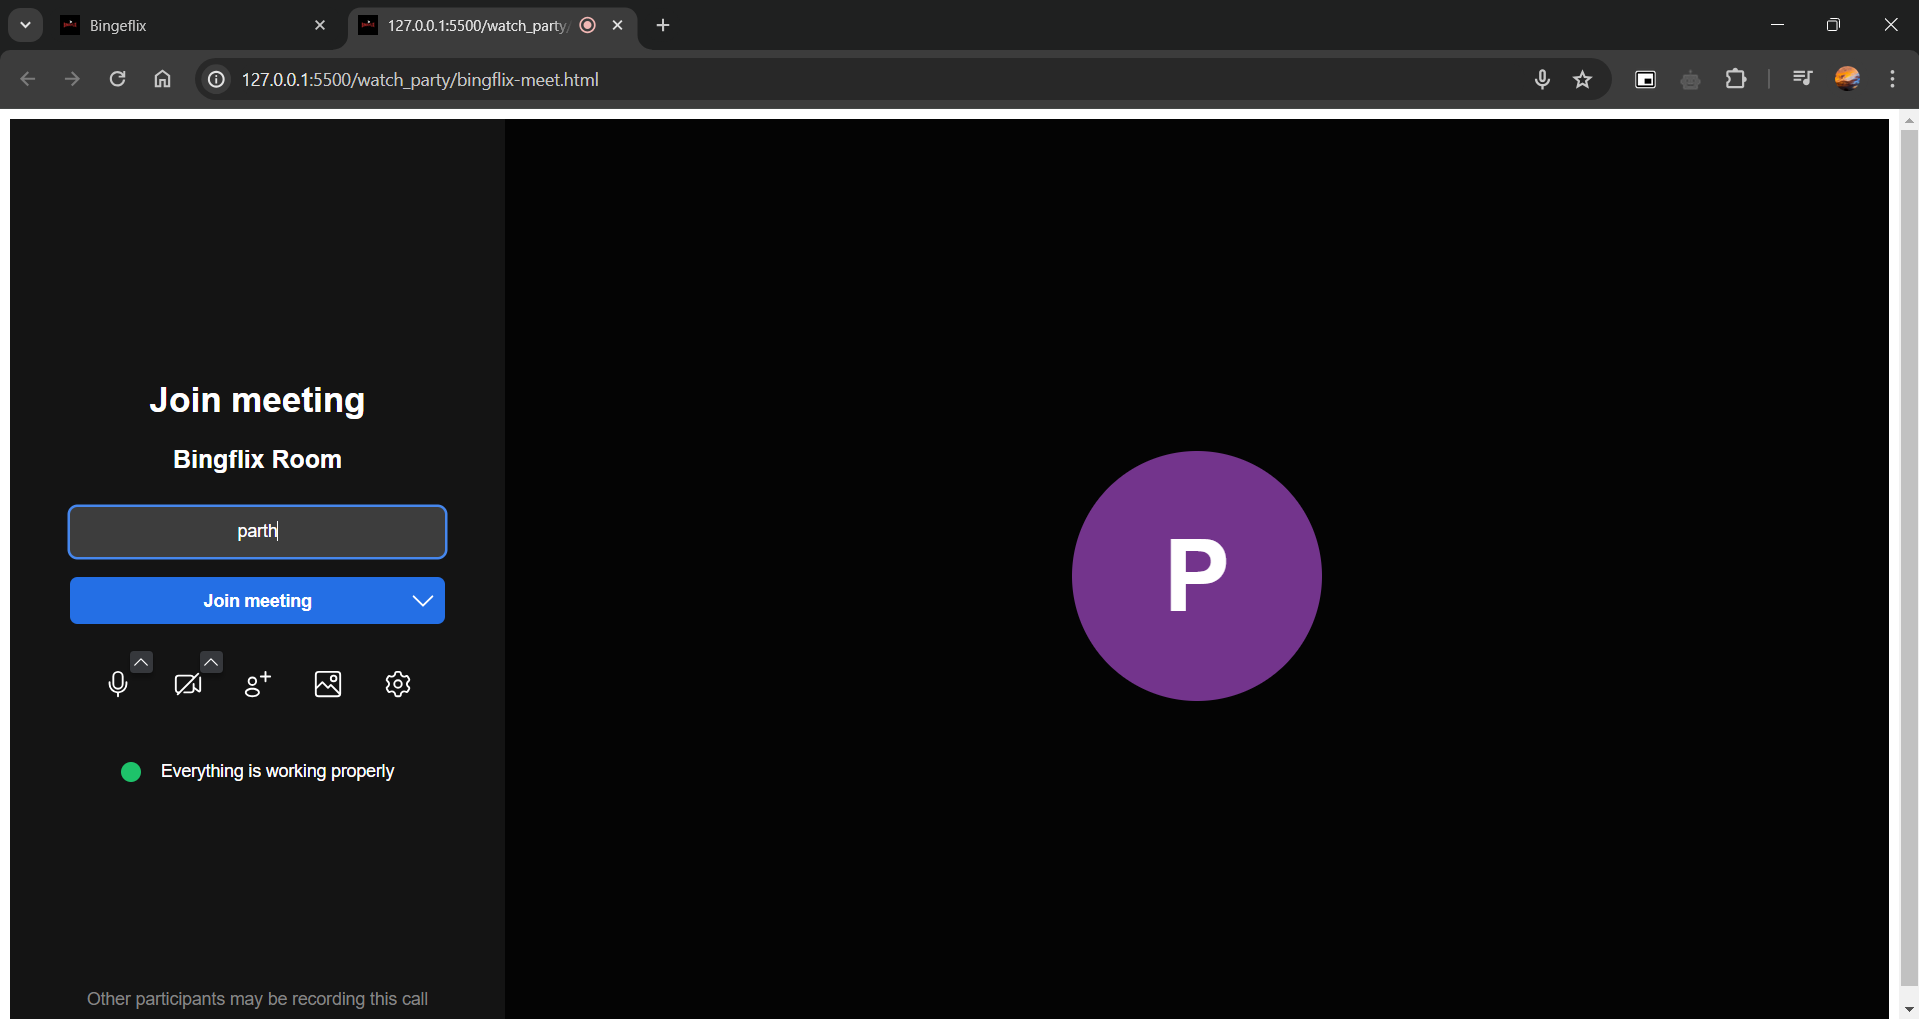 Bingeflix
127.0.0.1:5500/watch_party/
127.0.0.1:5500/watch_party/bingflix-meet.html
Join meeting
Bingflix Room
parth
Join meeting
Everything is working properly
Other participants may be recording this call
P